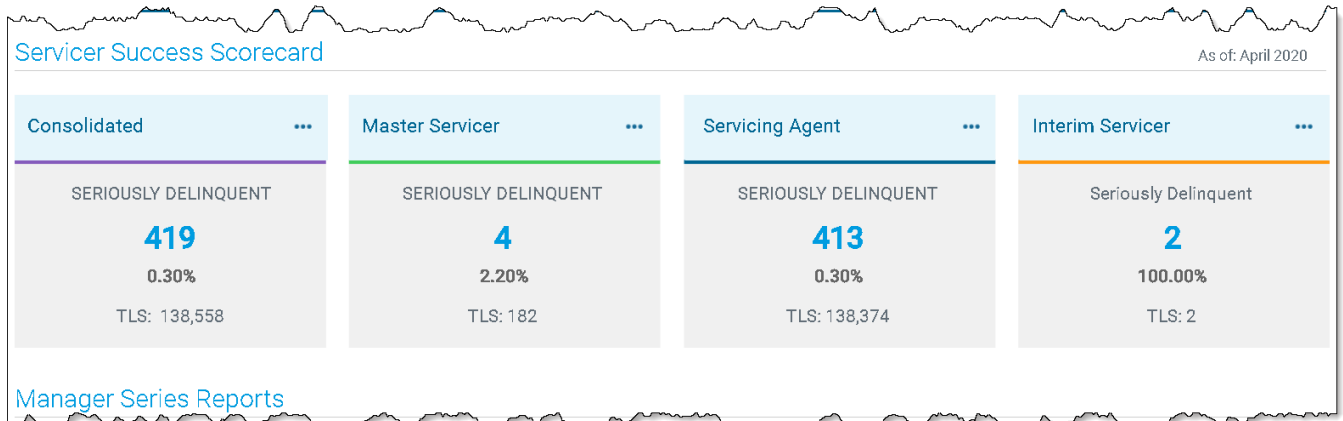 Servicer Success Scorecard
As of: April 2020
Consolidated •••
Master Servicer •••
Servicing Agent •••
Interim Servicer •••
SERIOUSLY DELINQUENT
419
0.30%
TLS: 138,558
SERIOUSLY DELINQUENT
4
2.20%
TLS: 182
SERIOUSLY DELINQUENT
413
0.30%
TLS: 138,374
Seriously Delinquent
2
100.00%
TLS: 2
Manager Series Reports